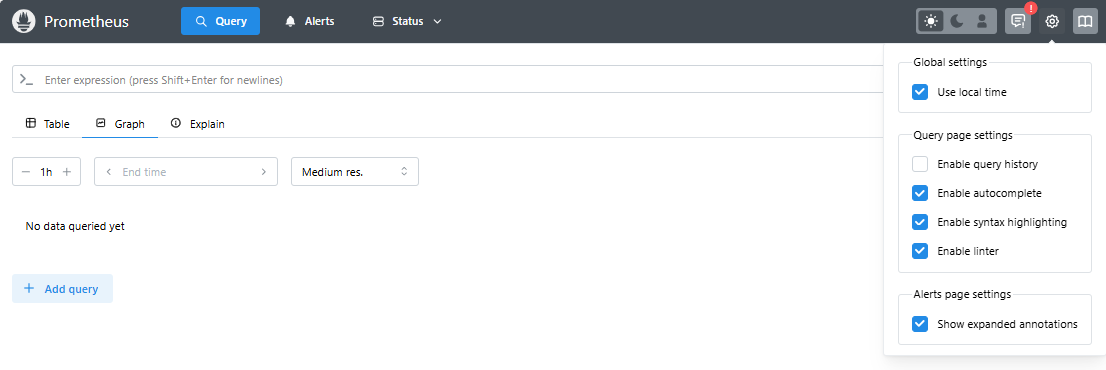 Prometheus
Query
Alerts
Status
!
Enter expression (press Shift+Enter for newlines)
Table
Graph
Explain
1h
End time
Medium res.
No data queried yet
Add query
Global settings
Use local time
Query page settings
Enable query history
Enable autocomplete
Enable syntax highlighting
Enable linter
Alerts page settings
Show expanded annotations